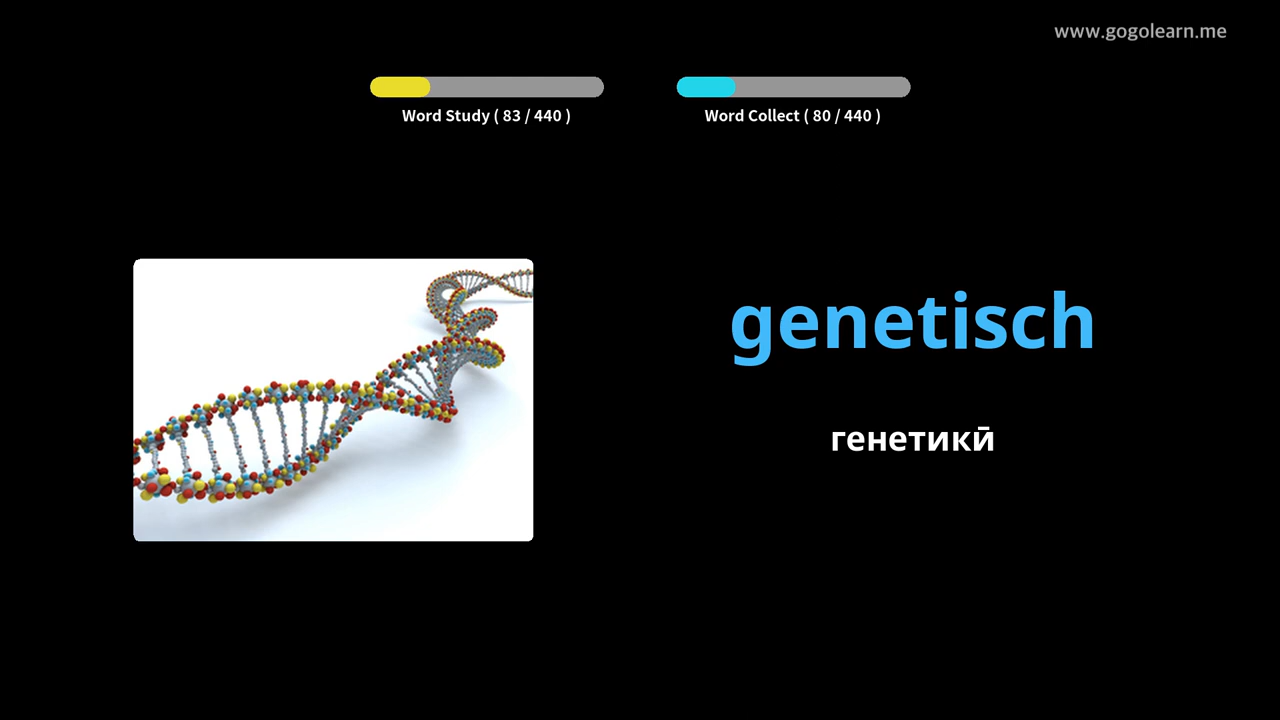 www.gogolearn.me
Word Study ( 83 / 440 )
Word Collect ( 80 / 440 )
genetisch
генетикӣ